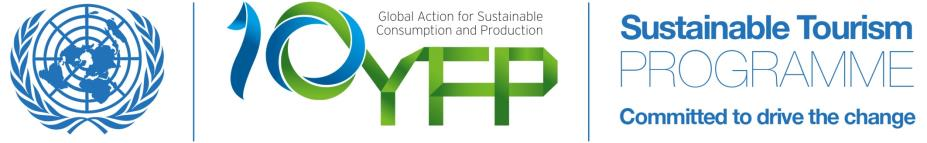 Global Action for Sustainable
Consumption and Production
10YFP
Sustainable Tourism
PROGRAMME
Committed to drive the change